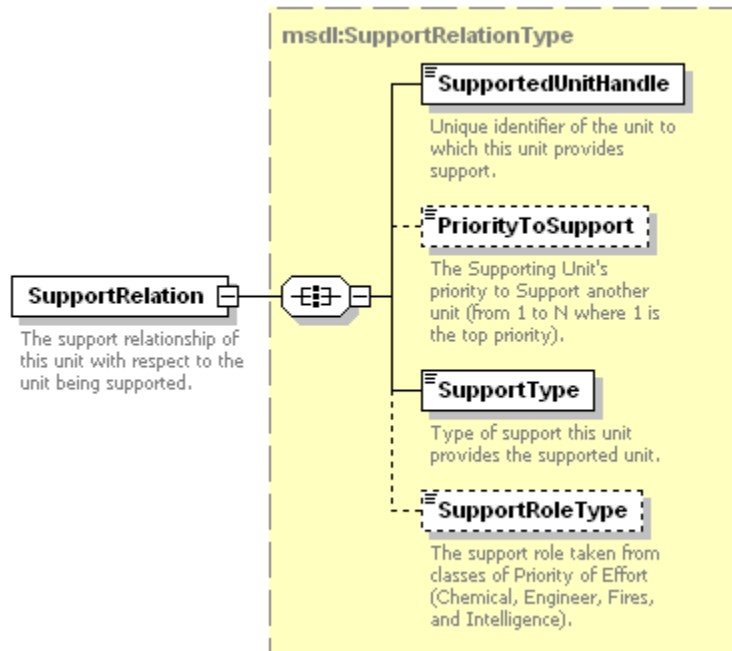 msdl:SupportRelationType
SupportedUnitHandle
Unique identifier of the unit to
which this unit provides
support.
PriorityToSupport
The Supporting Unit's
priority to Support another
unit (from 1 to N where 1 is
the top priority).
SupportRelation
The support relationship of
this unit with respect to the
unit being supported.
SupportType
Type of support this unit
provides the supported unit.
SupportRoleType
The support role taken from
classes of Priority of Effort
(Chemical, Engineer, Fires,
and Intelligence).